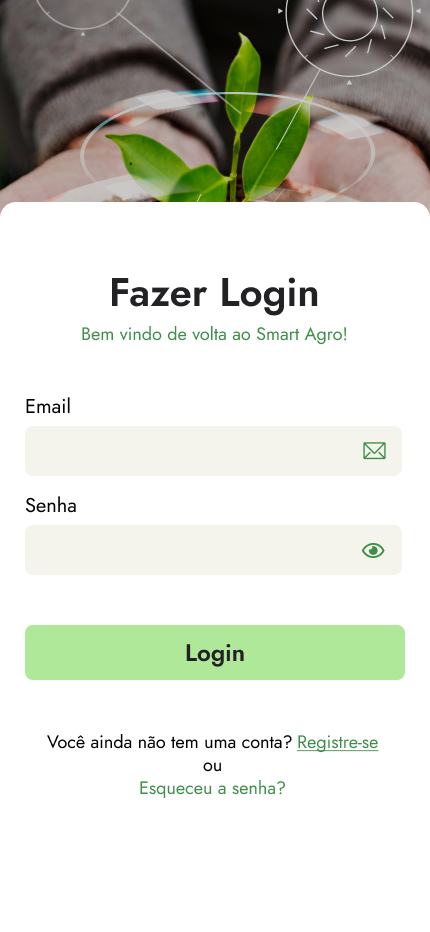 Fazer Login
Bem vindo de volta ao Smart Agro!
Email
Senha
Login
Você ainda não tem uma conta? Registre-se
ou
Esqueceu a senha?